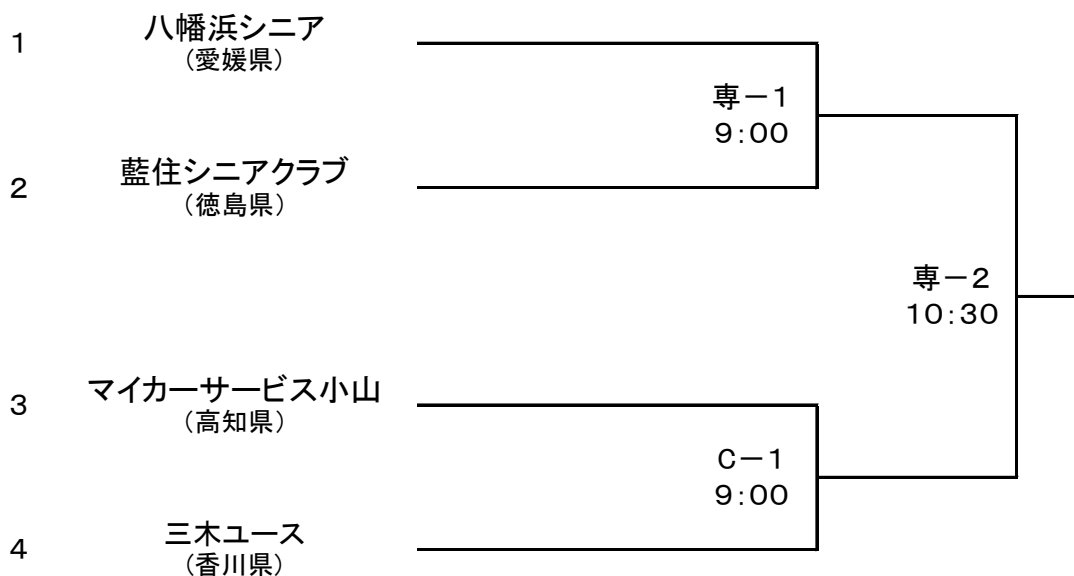 1
八幡浜シニア
（愛媛県）
専－1
9：00
2
藍住シニアクラブ
（徳島県）
専－2
10：30
3
マイカーサービス小山
（高知県）
C－1
9：00
4
三木ユース
（香川県）